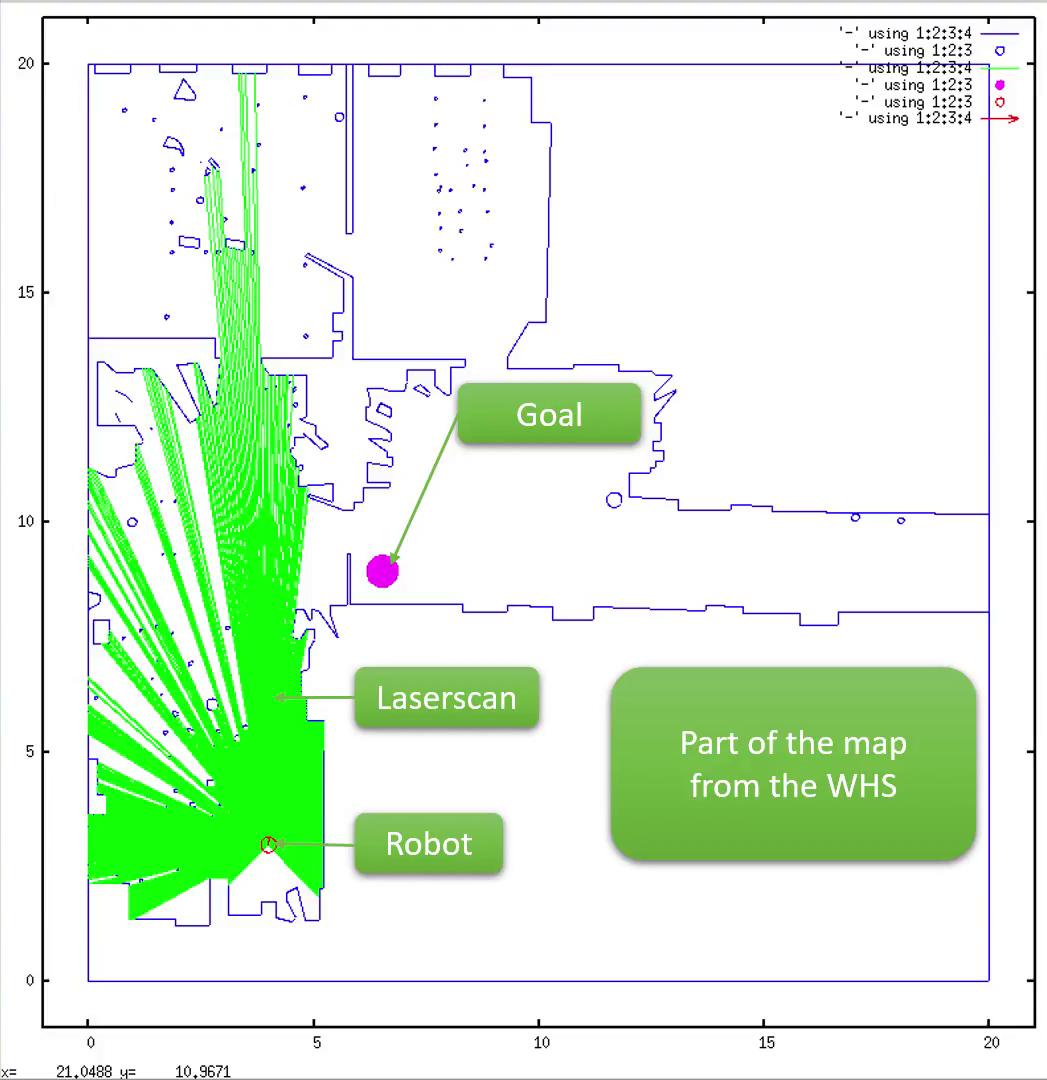 '-' using 1:2:3:4
'-' using 1:2:3
'-' using 1:2:3:4
'-' using 1:2:3
'-' using 1:2:3
'-' using 1:2:3:4
20
15
Goal
10
Laserscan
Part of the map
from the WHS
5
Robot
0
0 5 10 15 20
x= 21.0488 y= 10.9671